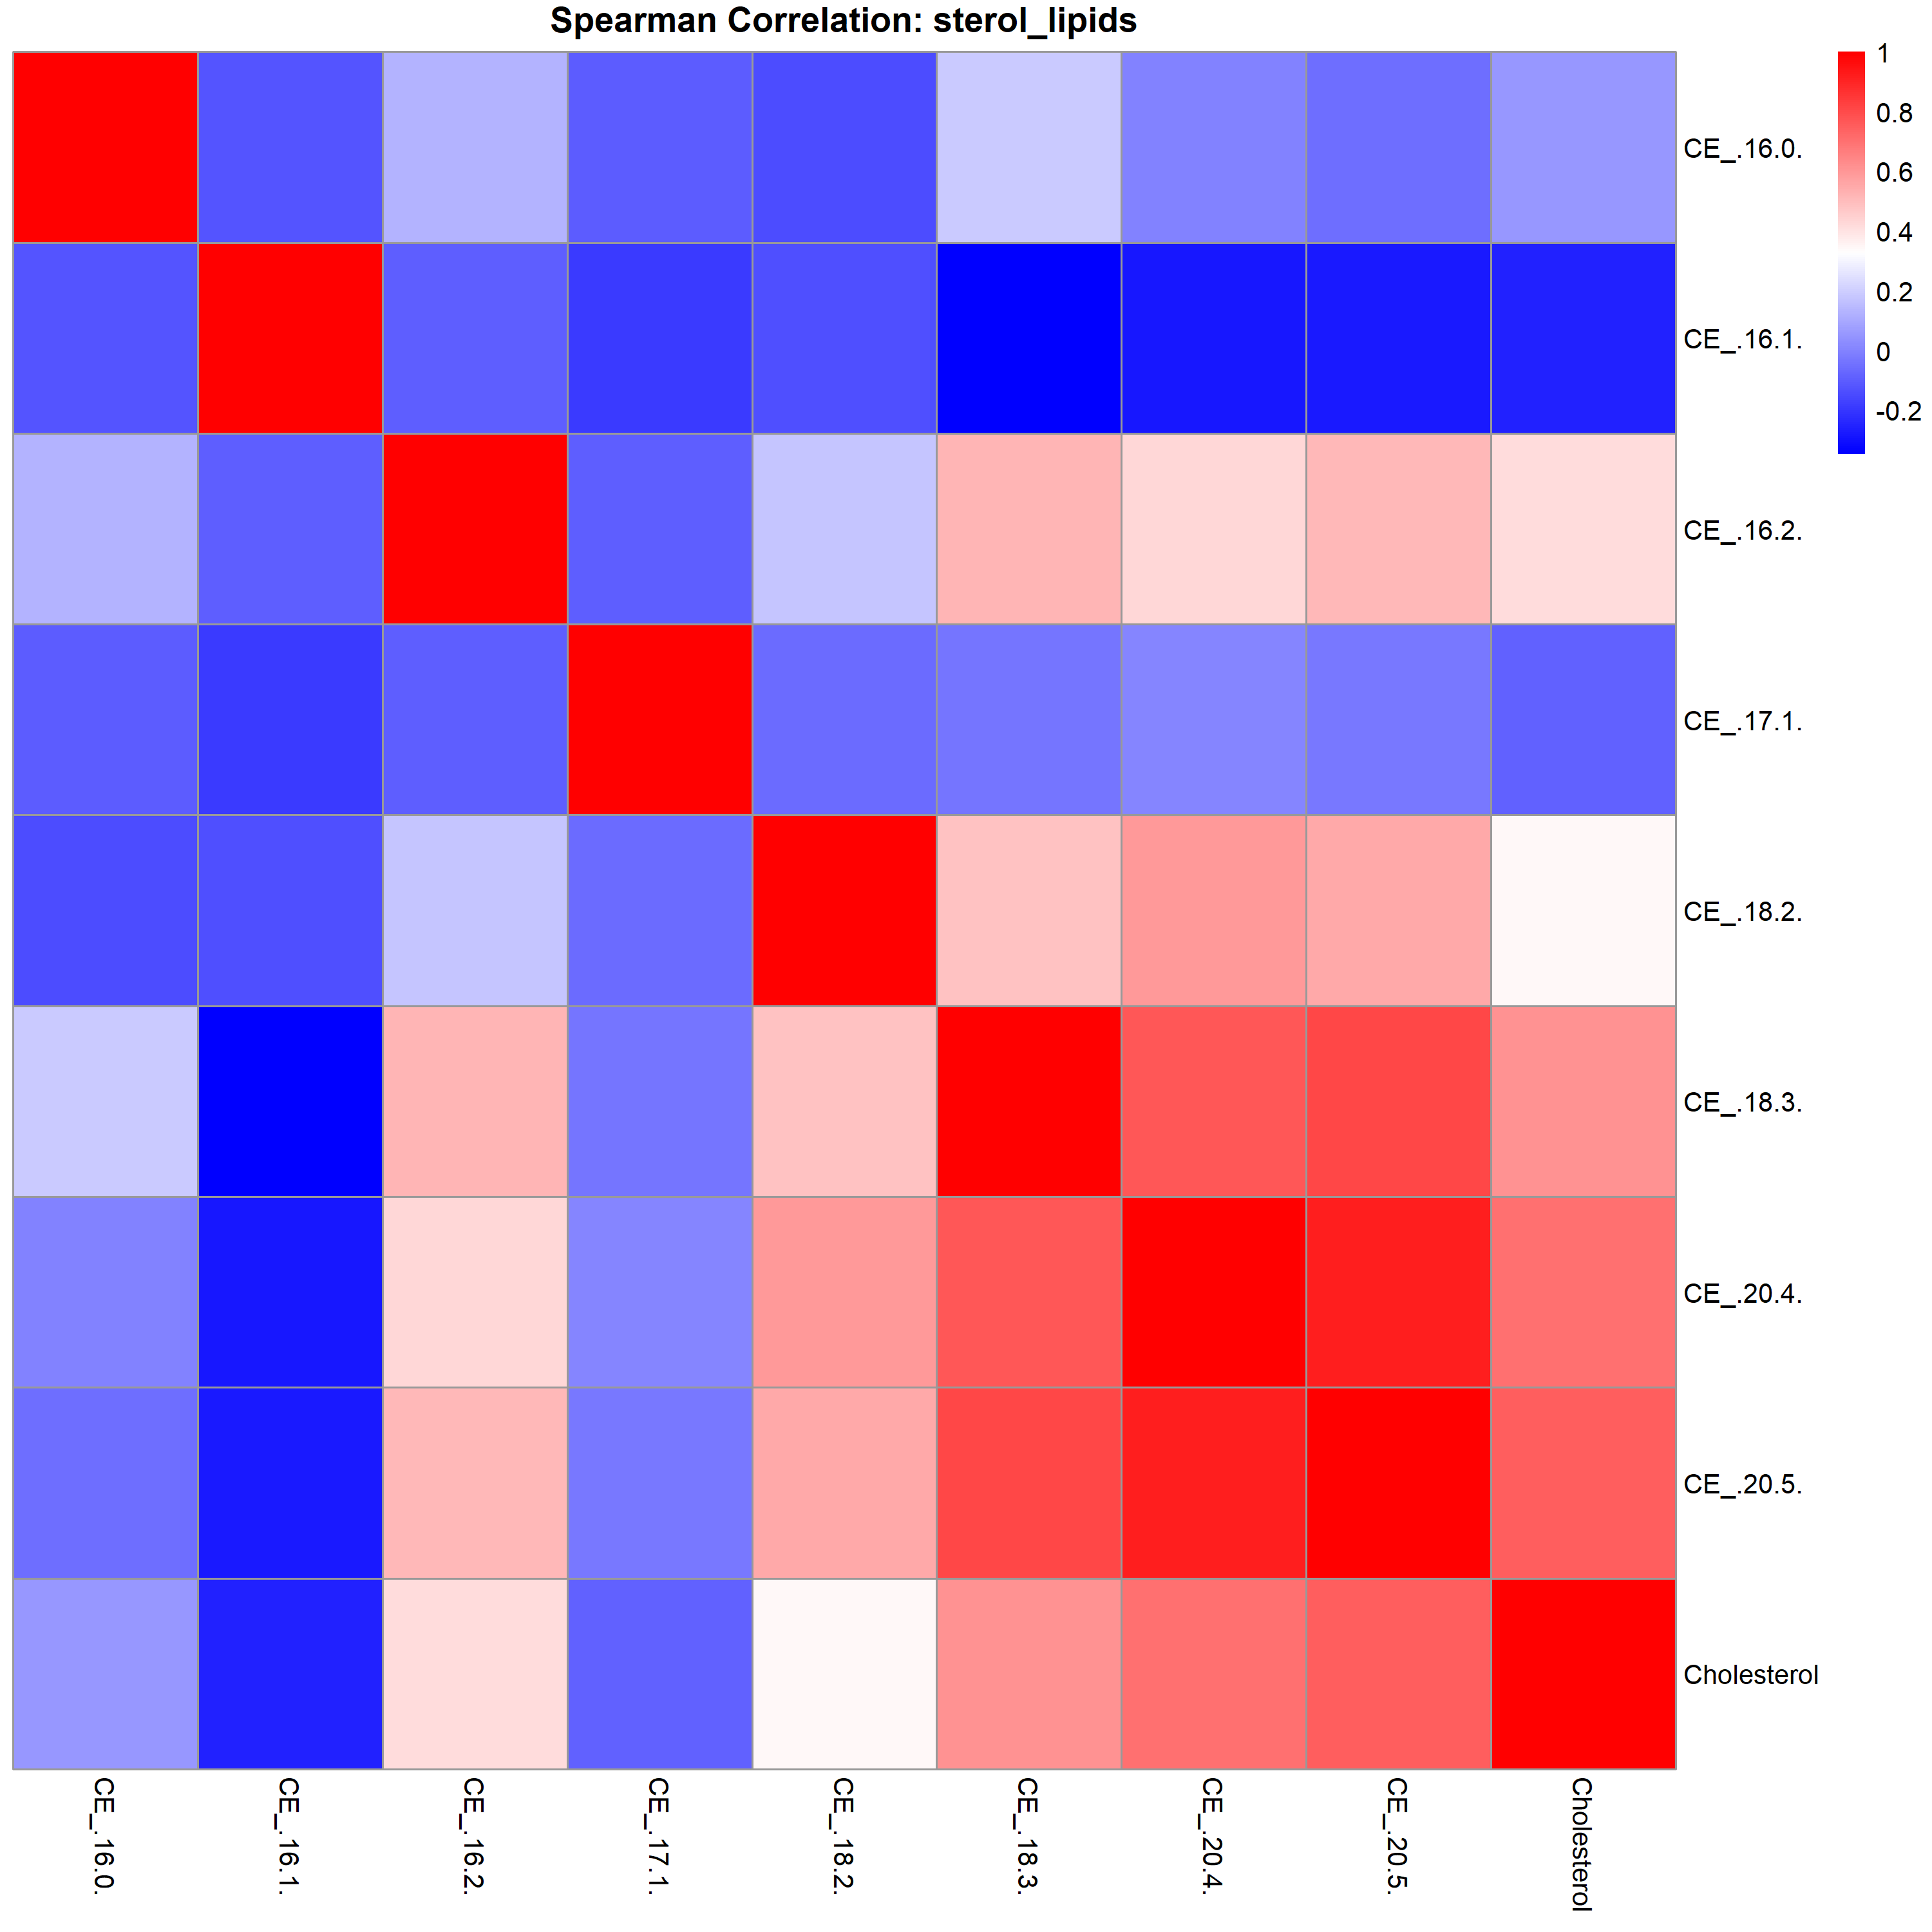 Spearman Correlation: sterol_lipids
1
0.8
0.6
0.4
0.2
0
-0.2
CE_.16.0.
CE_.16.1.
CE_.16.2.
CE_.17.1.
CE_.18.2.
CE_.18.3.
CE_.20.4.
CE_.20.5.
Cholesterol
CE_.16.0.
CE_.16.1.
CE_.16.2.
CE_.17.1.
CE_.18.2.
CE_.18.3.
CE_.20.4.
CE_.20.5.
Cholesterol